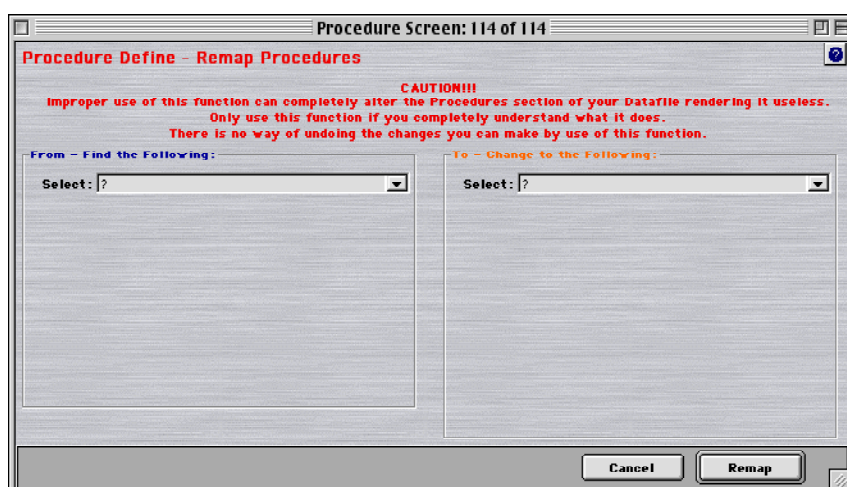 Procedure Screen: 114 of 114
Procedure Define - Remap Procedures
?
CAUTION!!!
Improper use of this function can completely alter the Procedures section of your Datafile rendering it useless.
Only use this function if you completely understand what it does.
There is no way of undoing the changes you can make by use of this function.
From - Find the Following:
Select: ?
To - Change to the Following:
Select: ?
Cancel
Remap